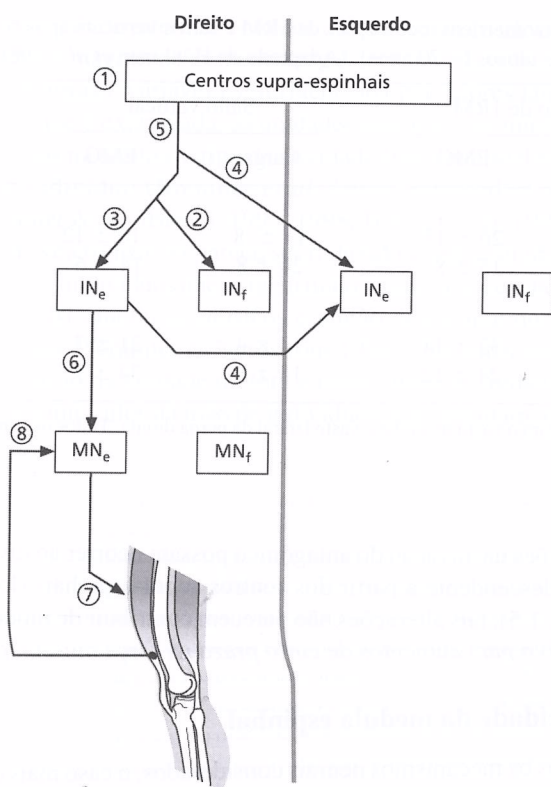 Direito Esquerdo
① Centros supra-espinhais
⑤
④
③ ②
INe INf INe INf
④
⑥
⑧
MNe MNf
⑦